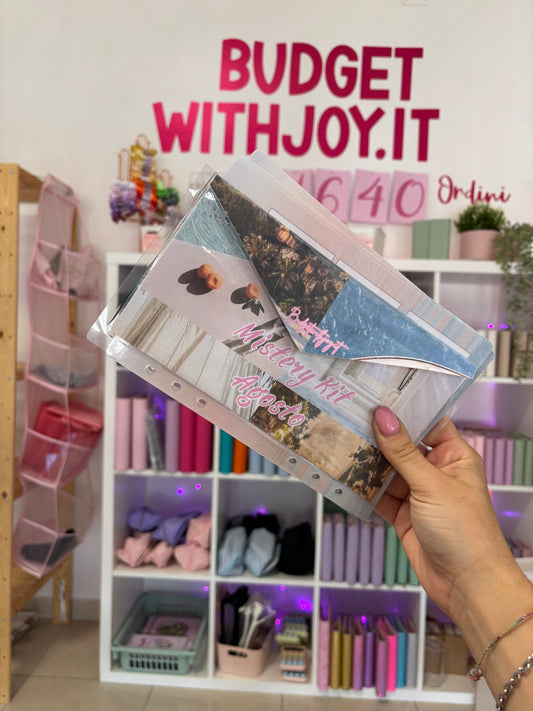 BUDGET
WITHJOY.IT
640
Ordini
Mistery Kit
Agosto